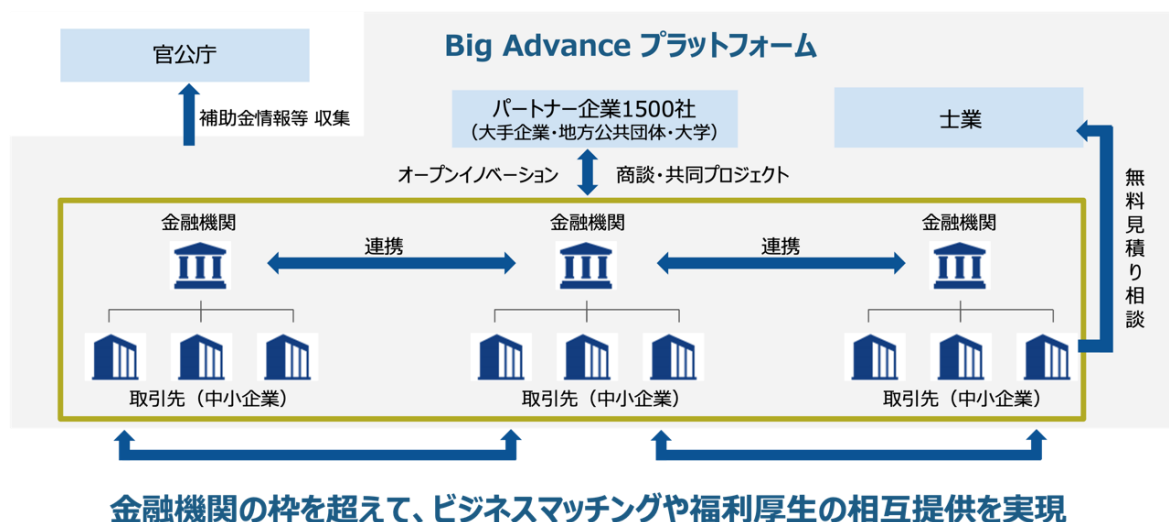 Big Advance プラットフォーム
官公庁
補助金情報等 収集
パートナー企業1500社
(大手企業・地方公共団体・大学)
士業
オープンイノベーション
商談・共同プロジェクト
無料見積り相談
金融機関
金融機関
金融機関
連携
連携
取引先（中小企業）
取引先（中小企業）
取引先（中小企業）
金融機関の枠を超えて、ビジネスマッチングや福利厚生の相互提供を実現